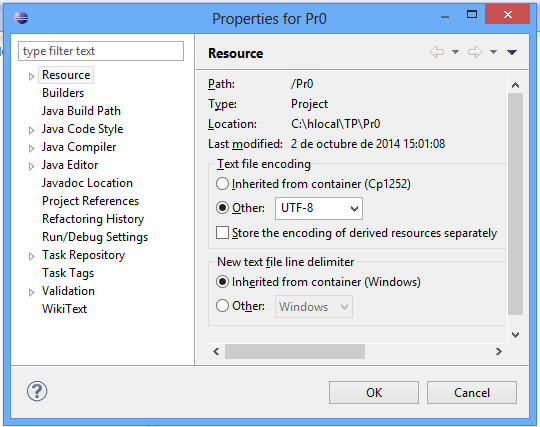 Properties for Pr0
type filter text
Resource
Builders
Java Build Path
Java Code Style
Java Compiler
Java Editor
Javadoc Location
Project References
Refactoring History
Run/Debug Settings
Task Repository
Task Tags
Validation
WikiText
Resource
Path: /Pr0
Type: Project
Location: C:\hlocal\TP\Pr0
Last modified: 2 de octubre de 2014 15:01:08
Text file encoding
Inherited from container (Cp1252)
Other: UTF-8
Store the encoding of derived resources separately
New text file line delimiter
Inherited from container (Windows)
Other: Windows
?
OK Cancel